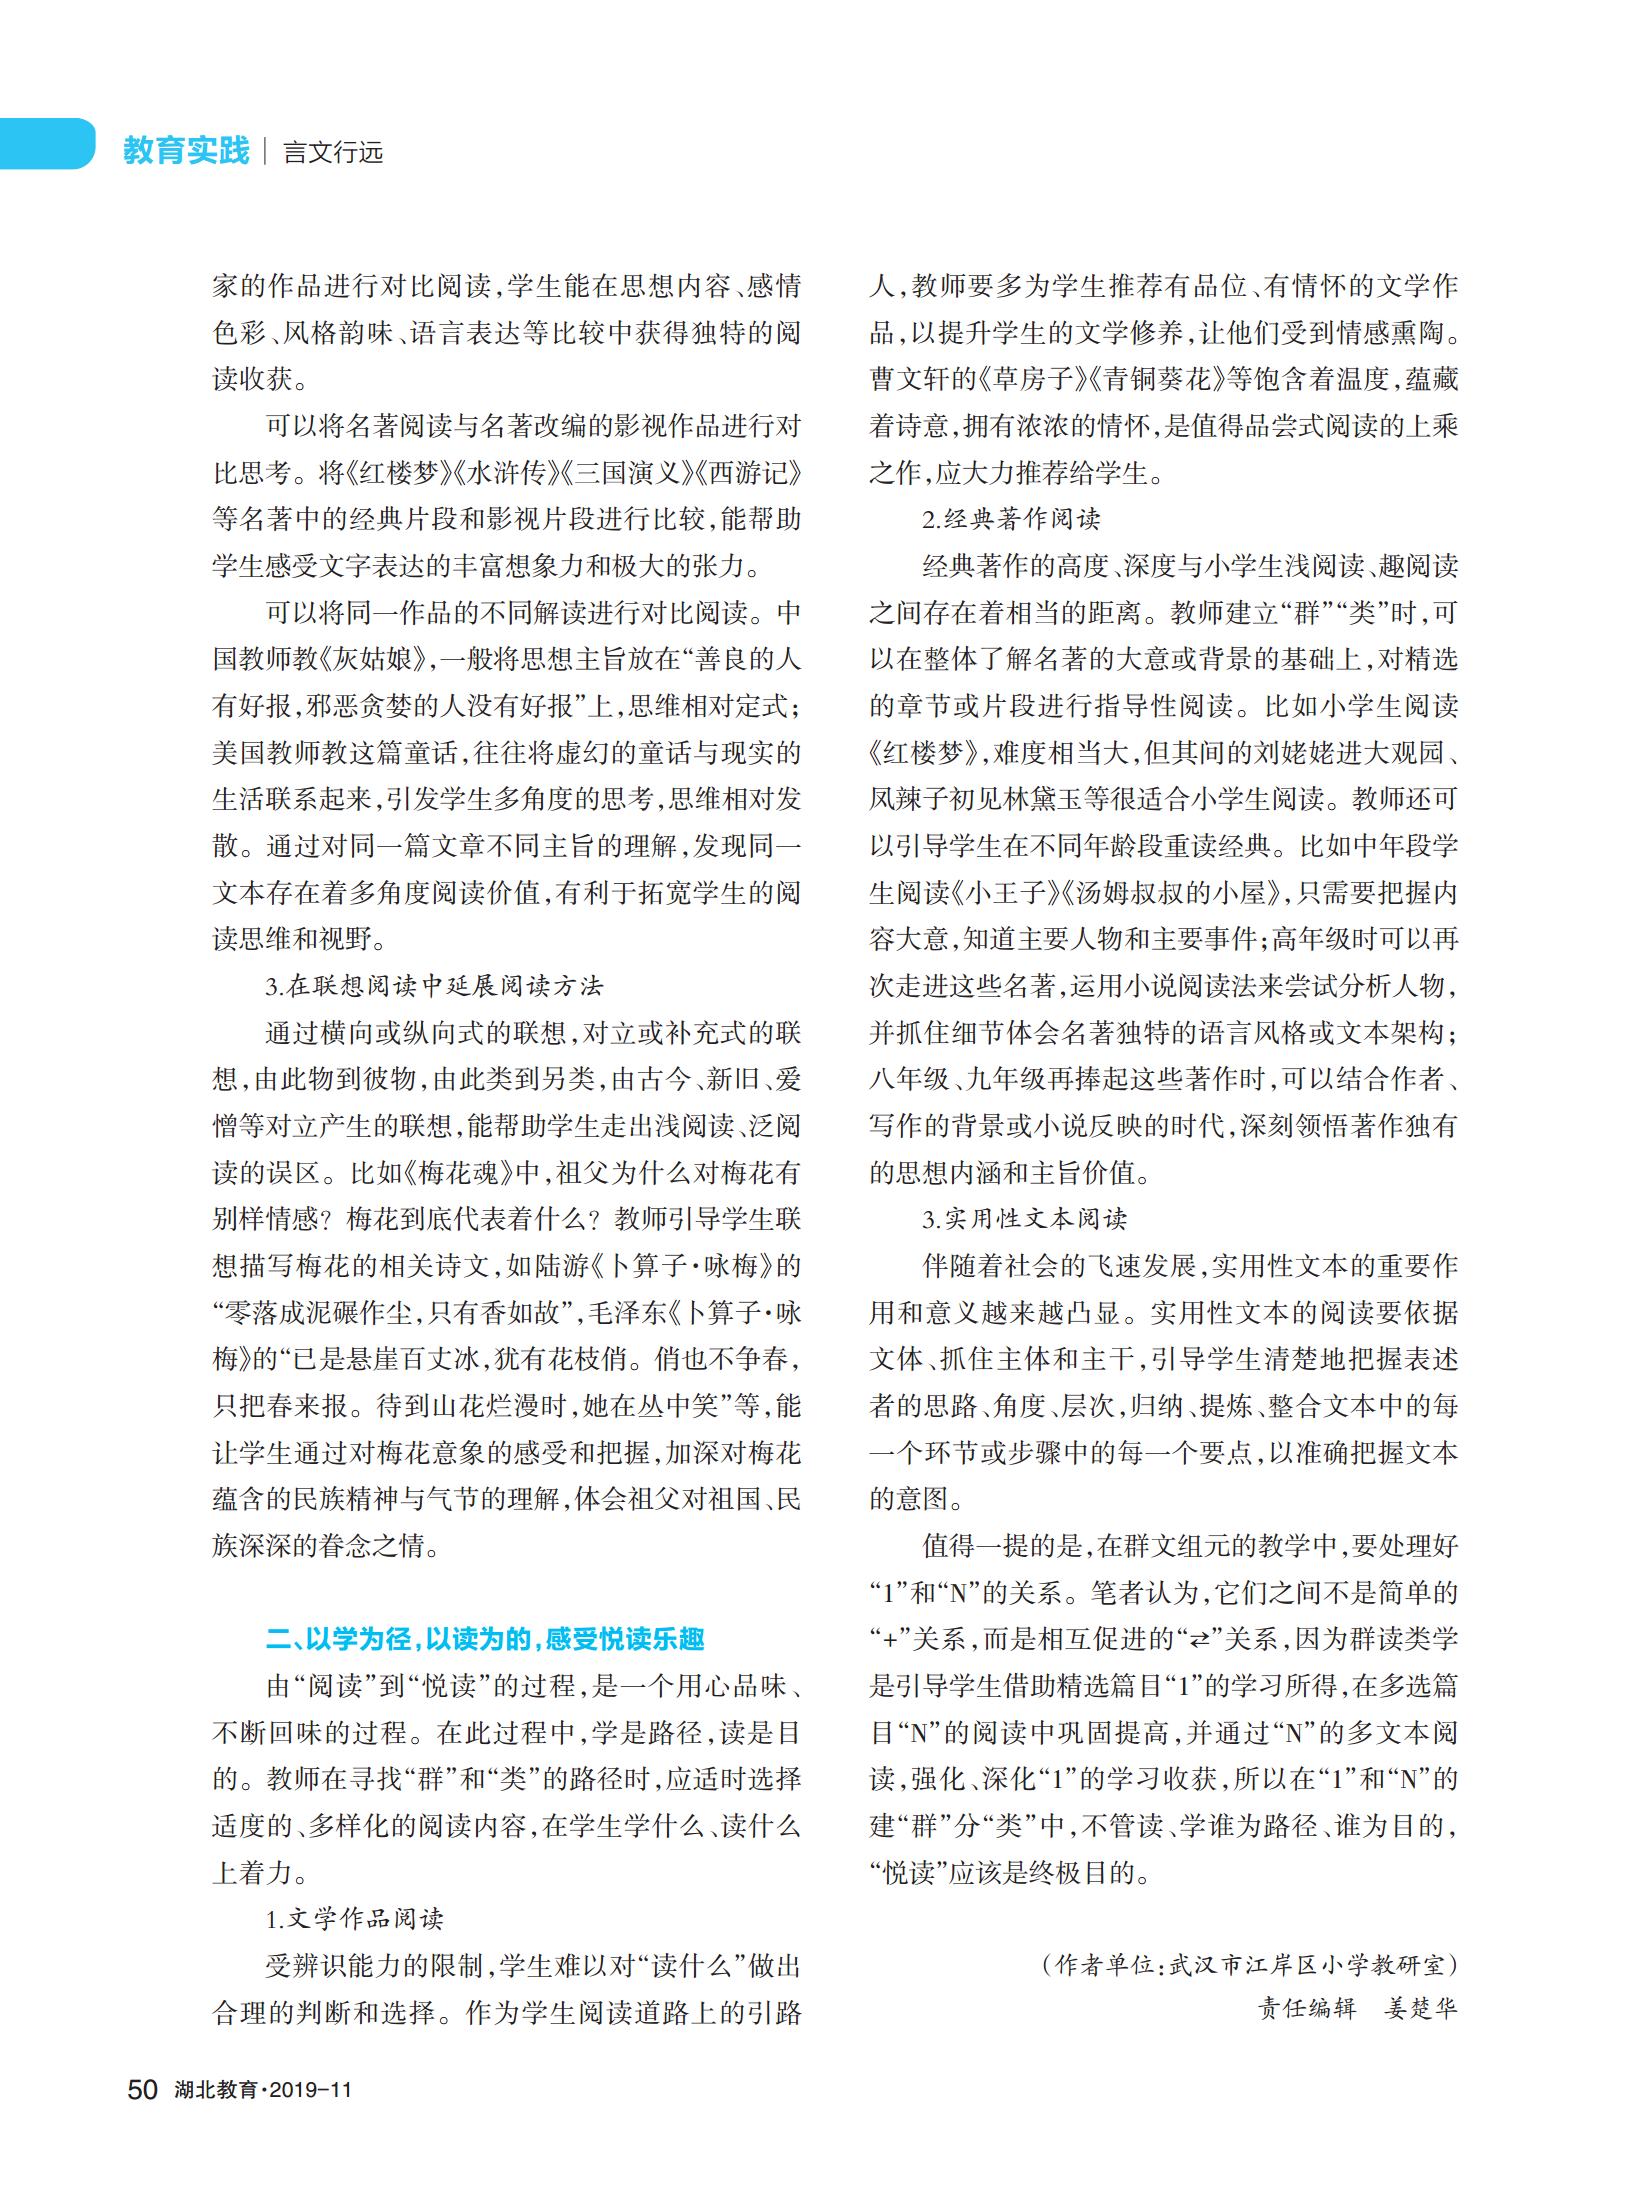 教育实践 | 言文行远
家的作品进行对比阅读，学生能在思想内容、感情
色彩、风格韵味、语言表达等比较中获得独特的阅
读收获。
可以将名著阅读与名著改编的影视作品进行对
比思考。将《红楼梦》《水浒传》《三国演义》《西游记》
等名著中的经典片段和影视片段进行比较，能帮助
学生感受文字表达的丰富想象力和极大的张力。
可以将同一作品的不同解读进行对比阅读。中
国教师教《灰姑娘》，一般将思想主旨放在“善良的人
有好报，邪恶贪婪的人没有好报”上，思维相对定式；
美国教师教这篇童话，往往将虚幻的童话与现实的
生活联系起来，引发学生多角度的思考，思维相对发
散。通过对同一篇文章不同主旨的理解，发现同一
文本存在着多角度阅读价值，有利于拓宽学生的阅
读思维和视野。
3.在联想阅读中延展阅读方法
通过横向或纵向式的联想，对立或补充式的联
想，由此物到彼物，由此类到另类，由古今、新旧、爱
憎等对立产生的联想，能帮助学生走出浅阅读、泛阅
读的误区。比如《梅花魂》中，祖父为什么对梅花有
别样情感？梅花到底代表着什么？教师引导学生联
想描写梅花的相关诗文，如陆游《卜算子·咏梅》的
“零落成泥碾作尘，只有香如故”，毛泽东《卜算子·咏
梅》的“已是悬崖百丈冰，犹有花枝俏。俏也不争春，
只把春来报。待到山花烂漫时，她在丛中笑”等，能
让学生通过对梅花意象的感受和把握，加深对梅花
蕴含的民族精神与气节的理解，体会祖父对祖国、民
族深深的眷念之情。
二、以学为径，以读为的，感受悦读乐趣
由“阅读”到“悦读”的过程，是一个用心品味、
不断回味的过程。在此过程中，学是路径，读是目
的。教师在寻找“群”和“类”的路径时，应适时选择
适度的、多样化的阅读内容，在学生学什么、读什么
上着力。
1.文学作品阅读
受辨识能力的限制，学生难以对“读什么”做出
合理的判断和选择。作为学生阅读道路上的引路
人，教师要多为学生推荐有品位、有情怀的文学作
品，以提升学生的文学修养，让他们受到情感熏陶。
曹文轩的《草房子》《青铜葵花》等饱含着温度，蕴藏
着诗意，拥有浓浓的情怀，是值得品尝式阅读的上乘
之作，应大力推荐给学生。
2.经典著作阅读
经典著作的高度、深度与小学生浅阅读、趣阅读
之间存在着相当的距离。教师建立“群”“类”时，可
以在整体了解名著的大意或背景的基础上，对精选
的章节或片段进行指导性阅读。比如小学生阅读
《红楼梦》，难度相当大，但其间的刘姥姥进大观园、
凤辣子初见林黛玉等很适合小学生阅读。教师还可
以引导学生在不同年龄段重读经典。比如中年段学
生阅读《小王子》《汤姆叔叔的小屋》，只需要把握内
容大意，知道主要人物和主要事件；高年级时可以再
次走进这些名著，运用小说阅读法来尝试分析人物，
并抓住细节体会名著独特的语言风格或文本架构；
八年级、九年级再捧起这些著作时，可以结合作者、
写作的背景或小说反映的时代，深刻领悟著作独有
的思想内涵和主旨价值。
3.实用性文本阅读
伴随着社会的飞速发展，实用性文本的重要作
用和意义越来越凸显。实用性文本的阅读要依据
文体、抓住主体和主干，引导学生清楚地把握表述
者的思路、角度、层次，归纳、提炼、整合文本中的每
一个环节或步骤中的每一个要点，以准确把握文本
的意图。
值得一提的是，在群文组元的教学中，要处理好
“1”和“N”的关系。笔者认为，它们之间不是简单的
“+”关系，而是相互促进的“⇄”关系，因为群读类学
是引导学生借助精选篇目“1”的学习所得，在多选篇
目“N”的阅读中巩固提高，并通过“N”的多文本阅
读，强化、深化“1”的学习收获，所以在“1”和“N”的
建“群”分“类”中，不管读、学谁为路径、谁为目的，
“悦读”应该是终极目的。
（作者单位：武汉市江岸区小学教研室）
责任编辑 姜楚华
50 湖北教育·2019-11